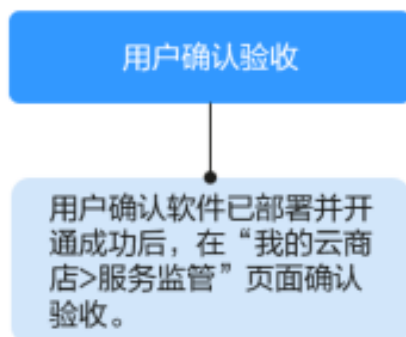 用户确认验收
用户确认软件已部署并开
通成功后，在“我的云商
店>服务监管”页面确认
验收。